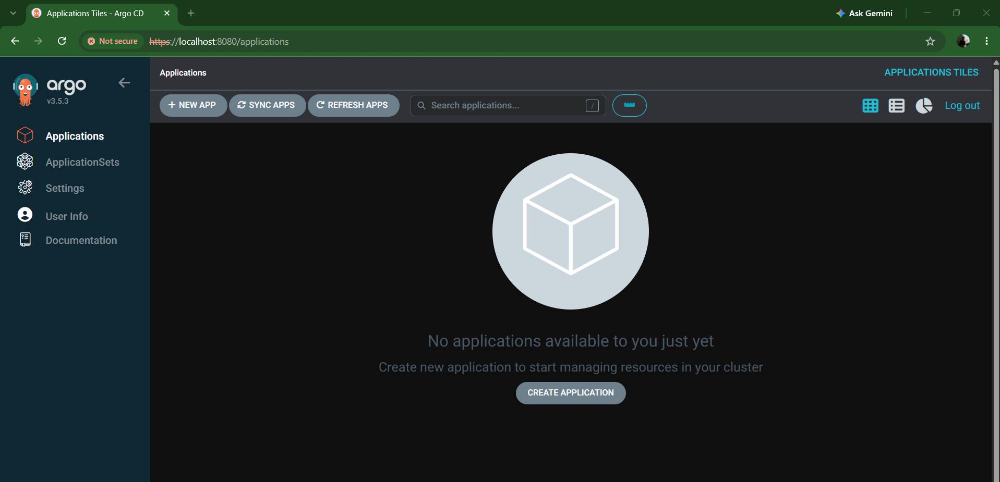 Applications Tiles - Argo CD
Ask Gemini
Not secure
https://localhost:8080/applications
argo
v3.5.3
Applications
ApplicationSets
Settings
User Info
Documentation
Applications
APPLICATIONS TILES
NEW APP
SYNC APPS
REFRESH APPS
Search applications...
/
Log out
No applications available to you just yet
Create new application to start managing resources in your cluster
CREATE APPLICATION